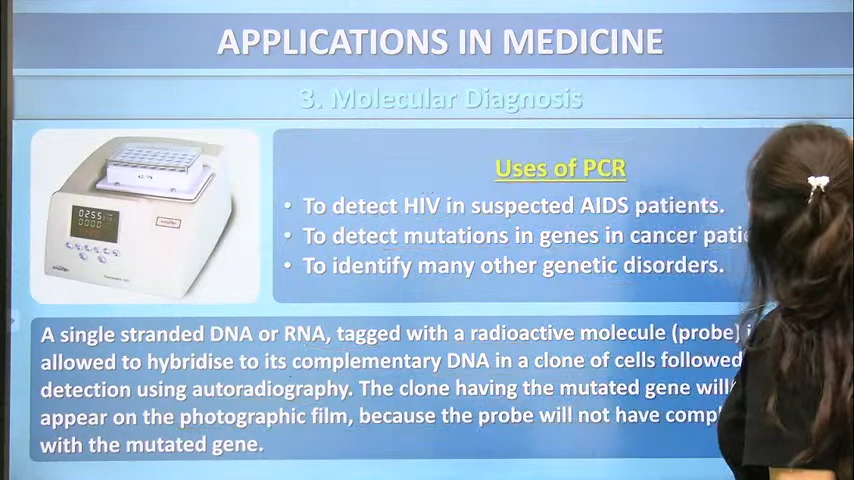 APPLICATIONS IN MEDICINE
3. Molecular Diagnosis
Uses of PCR
• To detect HIV in suspected AIDS patients.
• To detect mutations in genes in cancer
• To identify many other genetic disorders.
0255
0000
A single stranded DNA or RNA, tagged with a radioactive molecule (probe)
allowed to hybridise to its complementary DNA in a clone of cells followed
detection using autoradiography. The clone having the mutated gene will
appear on the photographic film, because the probe will not have
with the mutated gene.